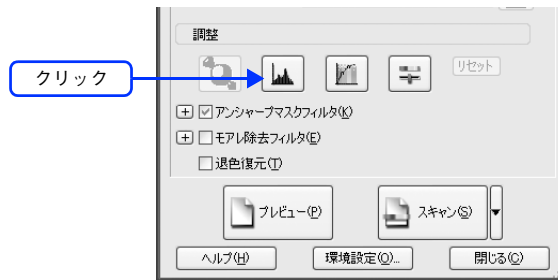 調整
リセット
クリック
アンシャープマスクフィルタ(K)
モアレ除去フィルタ(E)
退色復元(T)
プレビュー(P)
スキャン(S)
ヘルプ(H)
環境設定(O)...
閉じる(C)